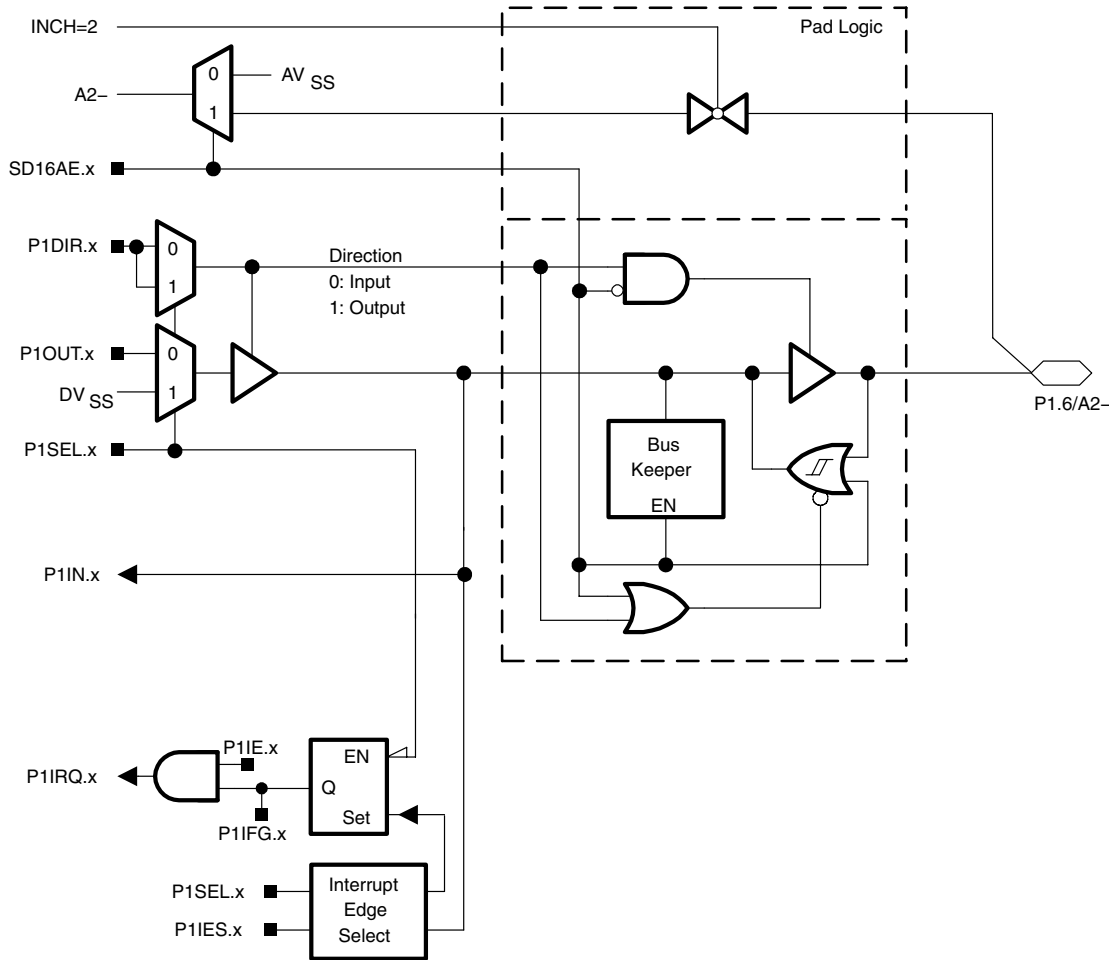 INCH=2
Pad Logic
0
AV SS
A2−
1
SD16AE.x
P1DIR.x
0
1
Direction
0: Input
1: Output
P1OUT.x
0
DV SS
1
P1.6/A2−
P1SEL.x
Bus
Keeper
EN
P1IN.x
P1IE.x
EN
P1IRQ.x
Q
Set
P1IFG.x
P1SEL.x
Interrupt
Edge
Select
P1IES.x